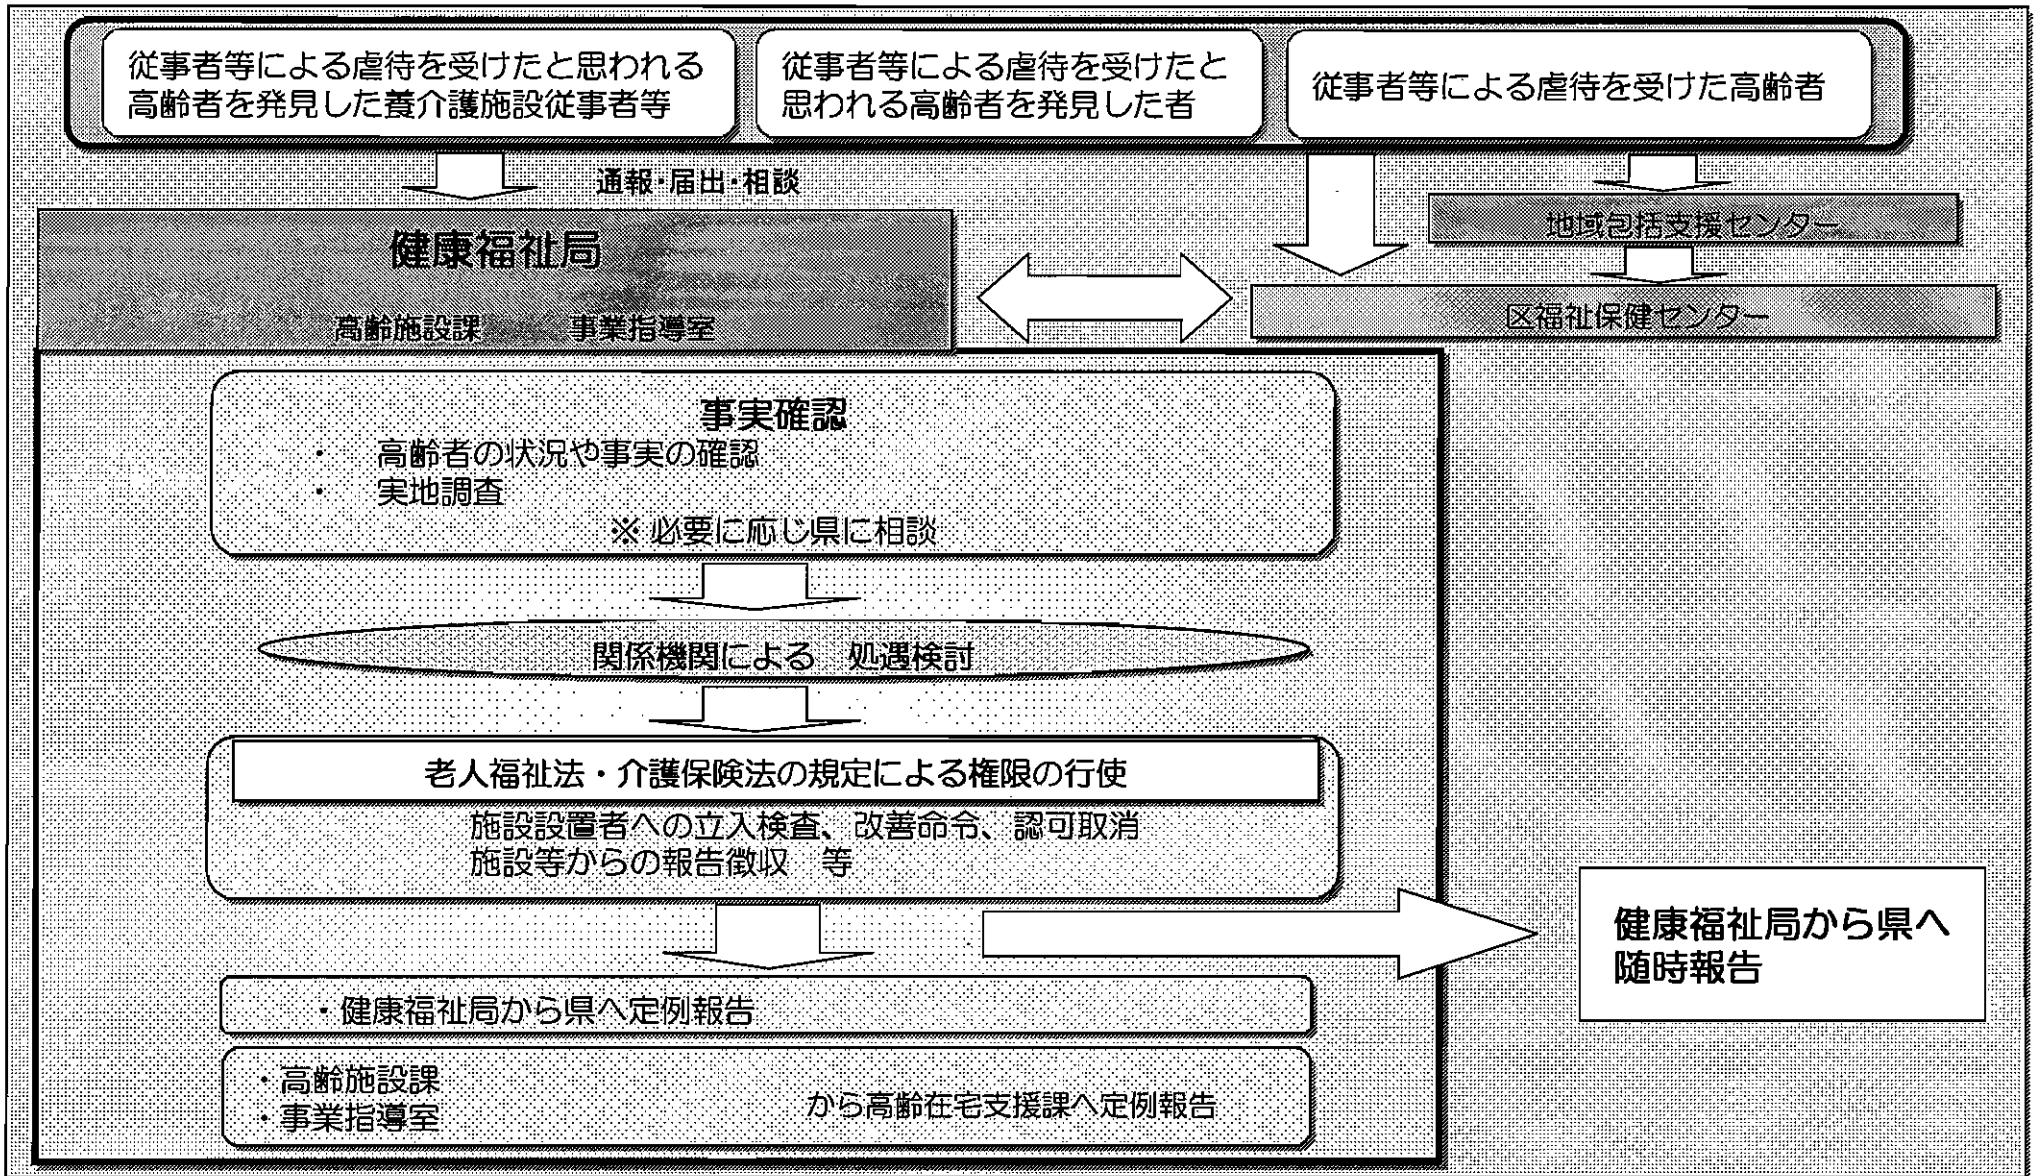 従事者等による虐待を受けたと思われる
高齢者を発見した養介護施設従事者等
従事者等による虐待を受けたと
思われる高齢者を発見した者
従事者等による虐待を受けた高齢者
通報・届出・相談
地域包括支援センター
健康福祉局
高齢施設課　事業指導室
区福祉保健センター
事実確認
・　高齢者の状況や事実の確認
・　実地調査
※ 必要に応じ県に相談
関係機関による　処遇検討
老人福祉法・介護保険法の規定による権限の行使
施設設置者への立入検査、改善命令、認可取消
施設等からの報告徴収　等
健康福祉局から県へ
随時報告
・健康福祉局から県へ定例報告
・高齢施設課
・事業指導室
から高齢在宅支援課へ定例報告